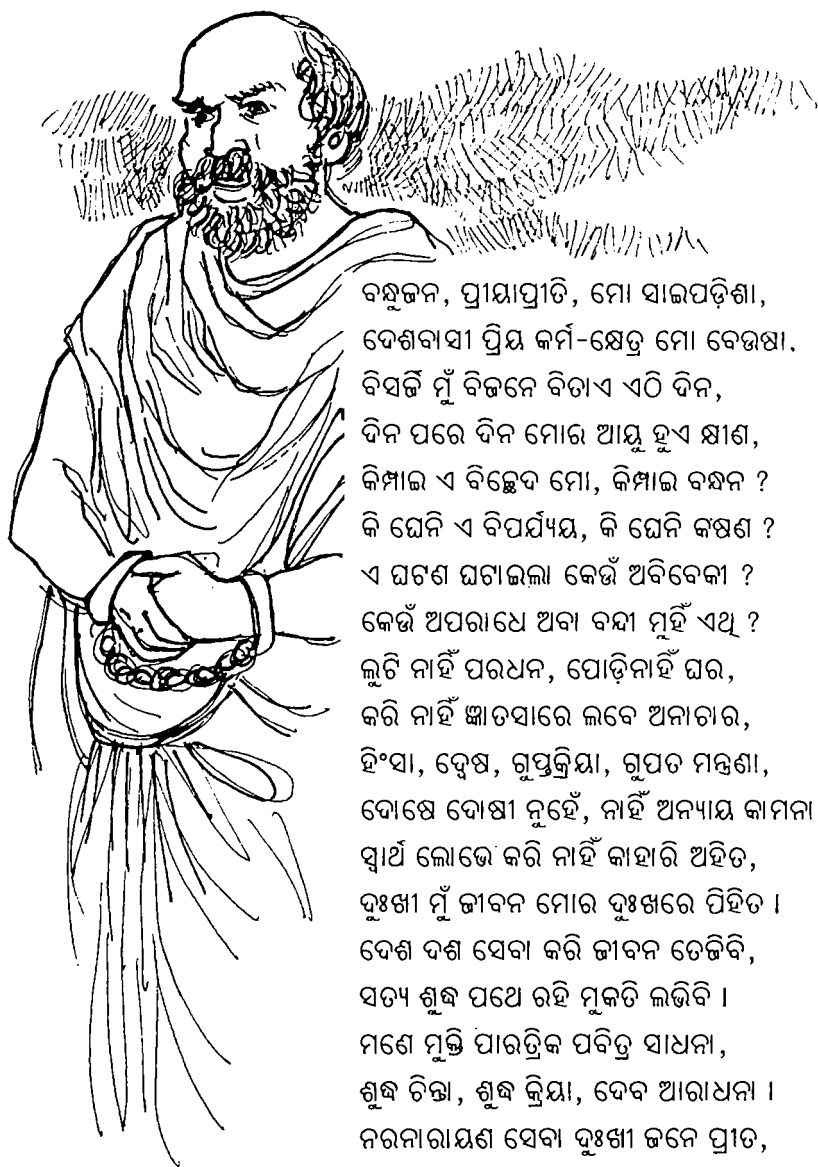 ବନ୍ଧୁଜନ, ପ୍ରୀୟାପ୍ରୀତି, ମୋ ସାଇପଡ଼ିଶା,
ଦେଶବାସୀ ପ୍ରିୟ କର୍ମ-କ୍ଷେତ୍ର ମୋ ବେଉଷା.
ବିସର୍ଜି ମୁଁ ବିଜନେ ବିତାଏ ଏଠି ଦିନ,
ଦିନ ପରେ ଦିନ ମୋର ଆୟୁ ହୁଏ କ୍ଷୀଣ,
କିମ୍ପାଇ ଏ ବିଚ୍ଛେଦ ମୋ, କିମ୍ପାଇ ବନ୍ଧନ ?
କି ଘେନି ଏ ବିପର୍ଯ୍ୟୟ, କି ଘେନି କଷଣ ?
ଏ ଘଟଣ ଘଟାଇଲା କେଉଁ ଅବିବେକୀ ?
କେଉଁ ଅପରାଧେ ଅବା ବନ୍ଦୀ ମୁହିଁ ଏଥି ?
ଲୁଟି ନାହିଁ ପରଧନ, ପୋଡ଼ିନାହିଁ ଘର,
କରି ନାହିଁ ଜ୍ଞାତସାରେ ଲବେ ଅନାଚାର,
ହିଂସା, ଦ୍ୱେଷ, ଗୁପ୍ତକ୍ରିୟା, ଗୁପତ ମନ୍ତ୍ରଣା,
ଦୋଷେ ଦୋଷୀ ନୁହେଁ, ନାହିଁ ଅନ୍ୟାୟ କାମନା
ସ୍ୱାର୍ଥ ଲୋଭେ କରି ନାହିଁ କାହାରି ଅହିତ,
ଦୁଃଖୀ ମୁଁ ଜୀବନ ମୋର ଦୁଃଖରେ ପିହିତ ।
ଦେଶ ଦଶ ସେବା କରି ଜୀବନ ତେଜିବି,
ସତ୍ୟ ଶୁଦ୍ଧ ପଥେ ରହି ମୁକତି ଲଭିବି ।
ମଣେ ମୁକ୍ତି ପାରତ୍ରିକ ପବିତ୍ର ସାଧନା,
ଶୁଦ୍ଧ ଚିନ୍ତା, ଶୁଦ୍ଧ କ୍ରିୟା, ଦେବ ଆରାଧନା ।
ନରନାରାୟଣ ସେବା ଦୁଃଖୀ ଜନେ ପ୍ରୀତ,